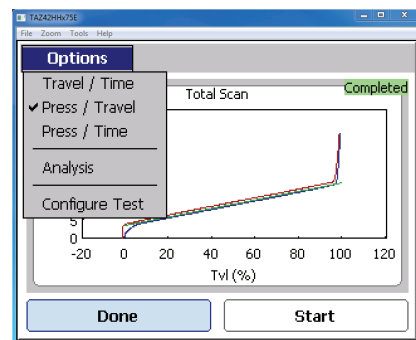 TAZ42HHx75E
File Zoom Tools Help
Options
Travel / Time
Press / Travel
Press / Time
Analysis
Configure Test
Total Scan
Completed
5
0
-20 0 20 40 60 80 100 120
Tvl (%)
Done Start